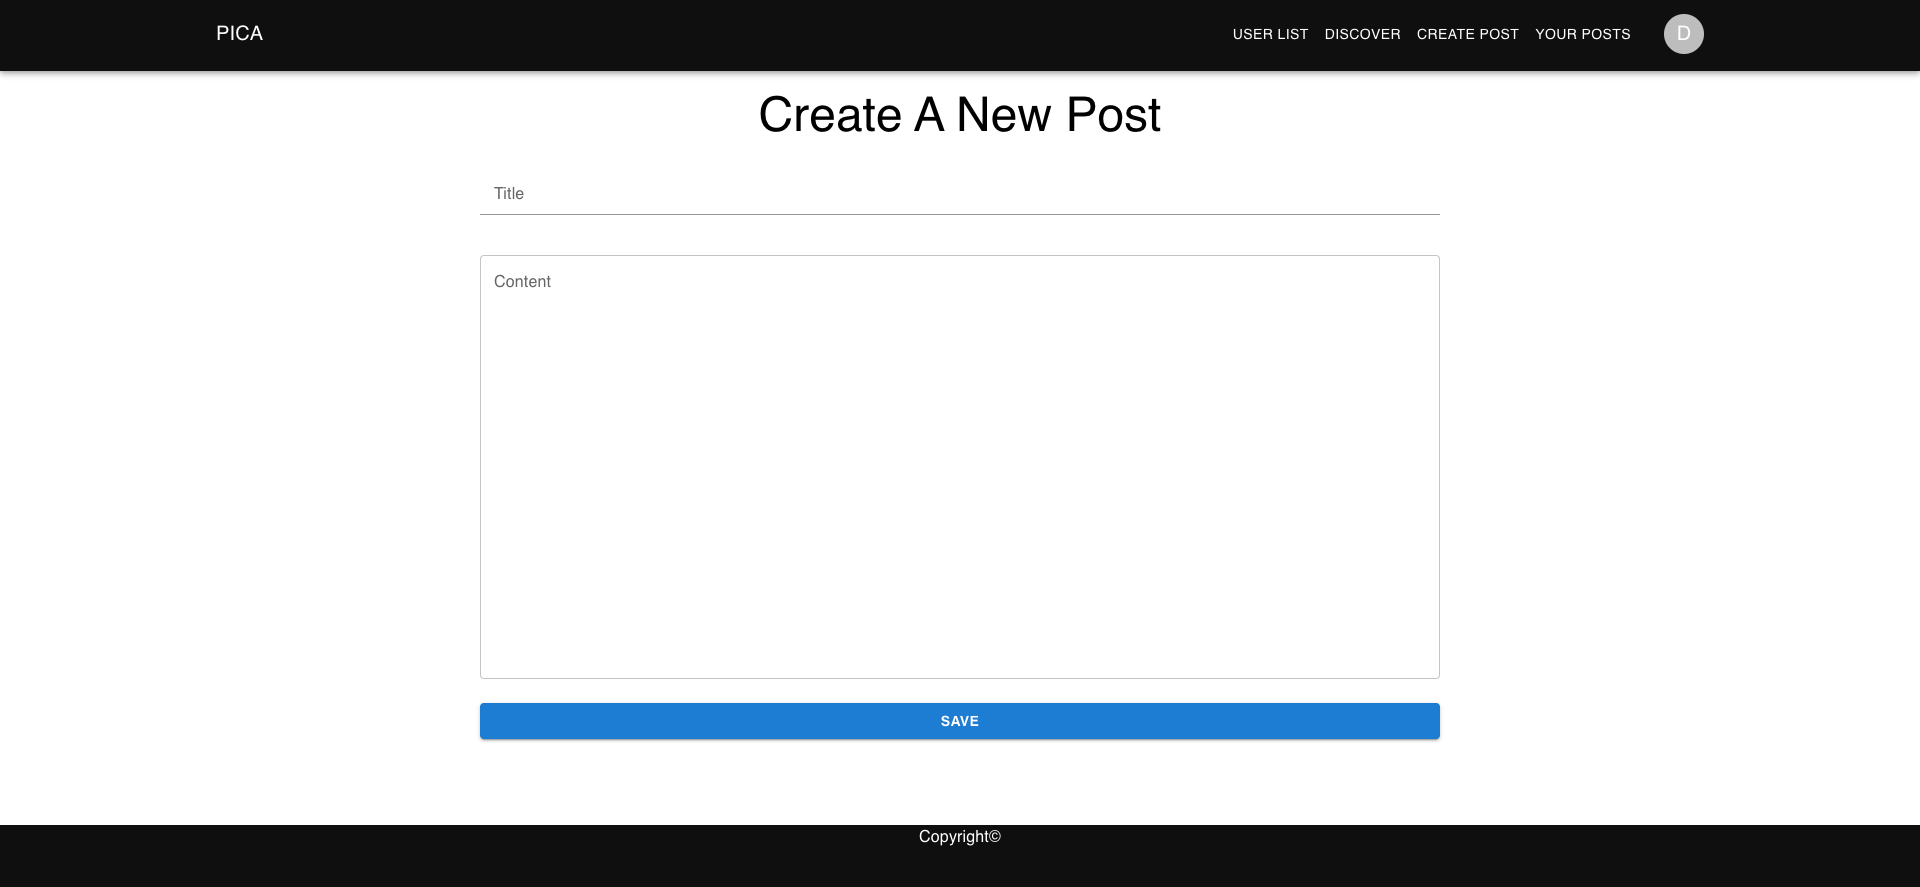 PICA
USER LIST DISCOVER CREATE POST YOUR POSTS D
Create A New Post
Title
Content
SAVE
Copyright©